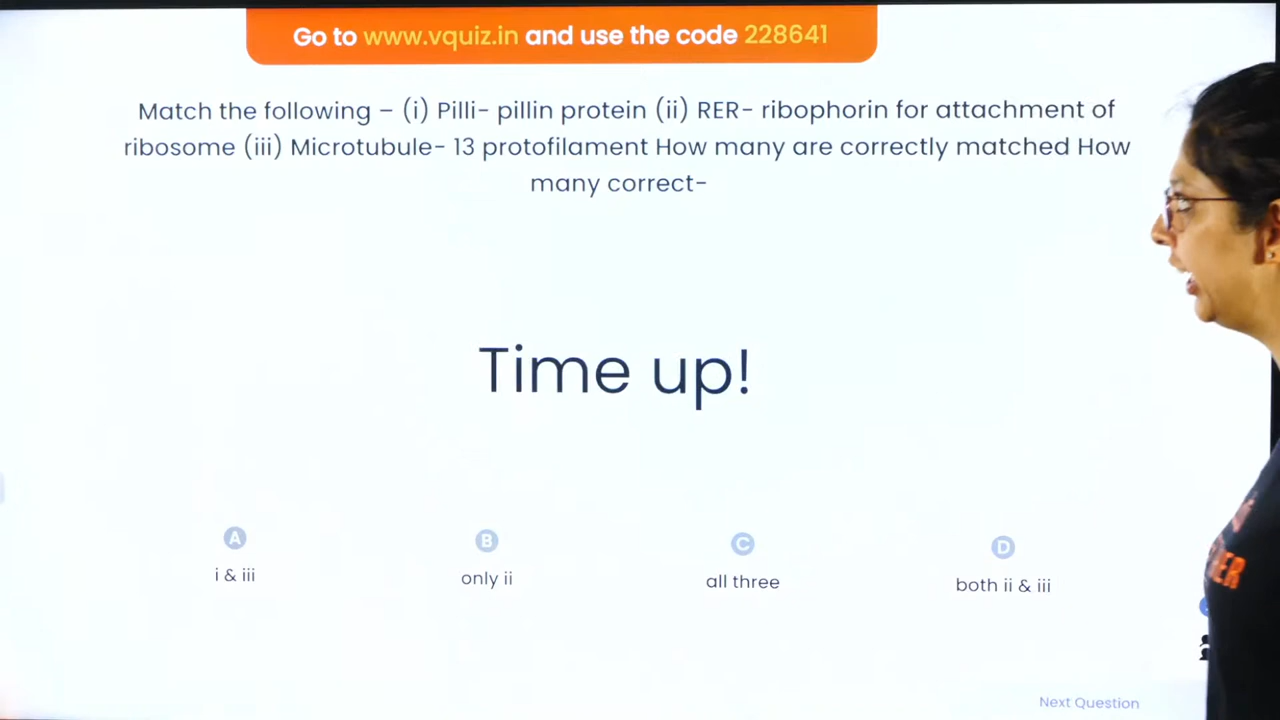 Go to www.vquiz.in and use the code 228641
Match the following - (i) Pilli- pillin protein (ii) RER- ribophorin for attachment of
ribosome (iii) Microtubule- 13 protofilament How many are correctly matched How
many correct-
Time up!
A
i & iii
B
only ii
C
all three
D
both ii & iii
Next Question